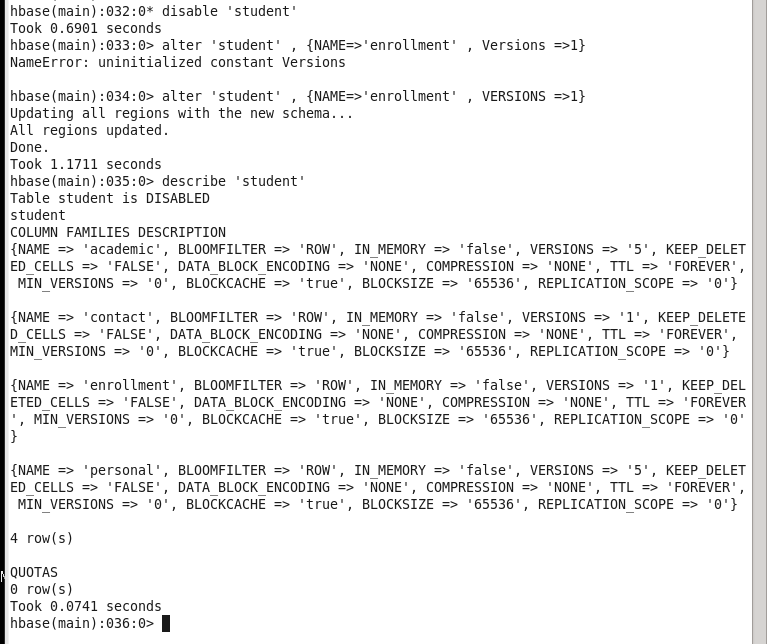 hbase(main):032:0* disable 'student'
Took 0.6901 seconds
hbase(main):033:0> alter 'student' , {NAME=>'enrollment' , Versions =>1}
NameError: uninitialized constant Versions
hbase(main):034:0> alter 'student' , {NAME=>'enrollment' , VERSIONS =>1}
Updating all regions with the new schema...
All regions updated.
Done.
Took 1.1711 seconds
hbase(main):035:0> describe 'student'
Table student is DISABLED
student
COLUMN FAMILIES DESCRIPTION
{NAME => 'academic', BLOOMFILTER => 'ROW', IN_MEMORY => 'false', VERSIONS => '5', KEEP_DELET
ED_CELLS => 'FALSE', DATA_BLOCK_ENCODING => 'NONE', COMPRESSION => 'NONE', TTL => 'FOREVER',
 MIN_VERSIONS => '0', BLOCKCACHE => 'true', BLOCKSIZE => '65536', REPLICATION_SCOPE => '0'}
{NAME => 'contact', BLOOMFILTER => 'ROW', IN_MEMORY => 'false', VERSIONS => '1', KEEP_DELETE
D_CELLS => 'FALSE', DATA_BLOCK_ENCODING => 'NONE', COMPRESSION => 'NONE', TTL => 'FOREVER',
MIN_VERSIONS => '0', BLOCKCACHE => 'true', BLOCKSIZE => '65536', REPLICATION_SCOPE => '0'}
{NAME => 'enrollment', BLOOMFILTER => 'ROW', IN_MEMORY => 'false', VERSIONS => '1', KEEP_DEL
ETED_CELLS => 'FALSE', DATA_BLOCK_ENCODING => 'NONE', COMPRESSION => 'NONE', TTL => 'FOREVER
', MIN_VERSIONS => '0', BLOCKCACHE => 'true', BLOCKSIZE => '65536', REPLICATION_SCOPE => '0'
}
{NAME => 'personal', BLOOMFILTER => 'ROW', IN_MEMORY => 'false', VERSIONS => '5', KEEP_DELET
ED_CELLS => 'FALSE', DATA_BLOCK_ENCODING => 'NONE', COMPRESSION => 'NONE', TTL => 'FOREVER',
 MIN_VERSIONS => '0', BLOCKCACHE => 'true', BLOCKSIZE => '65536', REPLICATION_SCOPE => '0'}
4 row(s)
QUOTAS
0 row(s)
Took 0.0741 seconds
hbase(main):036:0>